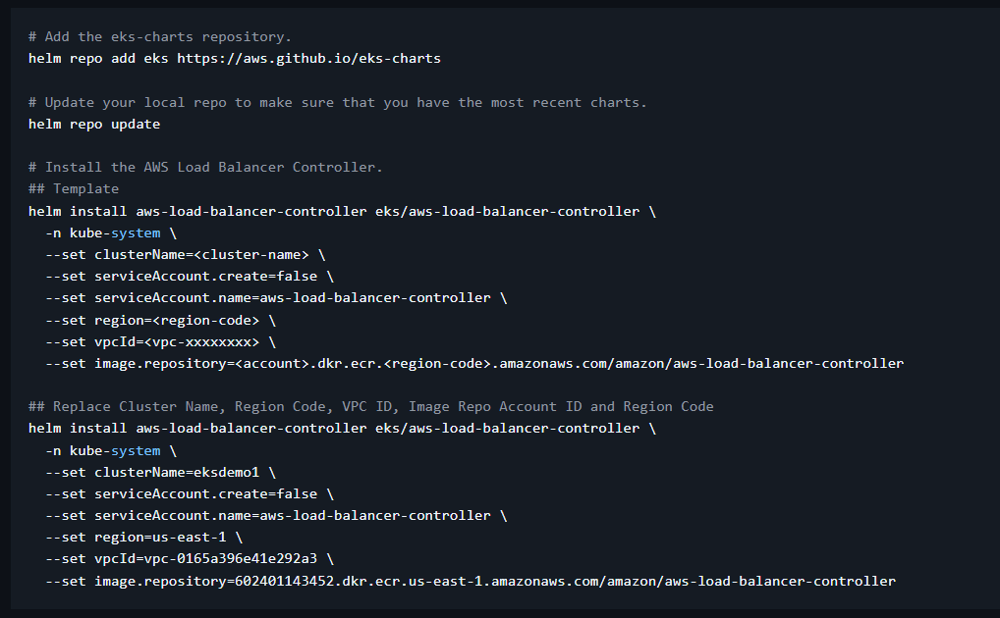 # Add the eks-charts repository.
helm repo add eks https://aws.github.io/eks-charts
# Update your local repo to make sure that you have the most recent charts.
helm repo update
# Install the AWS Load Balancer Controller.
## Template
helm install aws-load-balancer-controller eks/aws-load-balancer-controller \
  -n kube-system \
  --set clusterName=<cluster-name> \
  --set serviceAccount.create=false \
  --set serviceAccount.name=aws-load-balancer-controller \
  --set region=<region-code> \
  --set vpcId=<vpc-xxxxxxxx> \
  --set image.repository=<account>.dkr.ecr.<region-code>.amazonaws.com/amazon/aws-load-balancer-controller
## Replace Cluster Name, Region Code, VPC ID, Image Repo Account ID and Region Code
helm install aws-load-balancer-controller eks/aws-load-balancer-controller \
  -n kube-system \
  --set clusterName=eksdemo1 \
  --set serviceAccount.create=false \
  --set serviceAccount.name=aws-load-balancer-controller \
  --set region=us-east-1 \
  --set vpcId=vpc-0165a396e41e292a3 \
  --set image.repository=602401143452.dkr.ecr.us-east-1.amazonaws.com/amazon/aws-load-balancer-controller